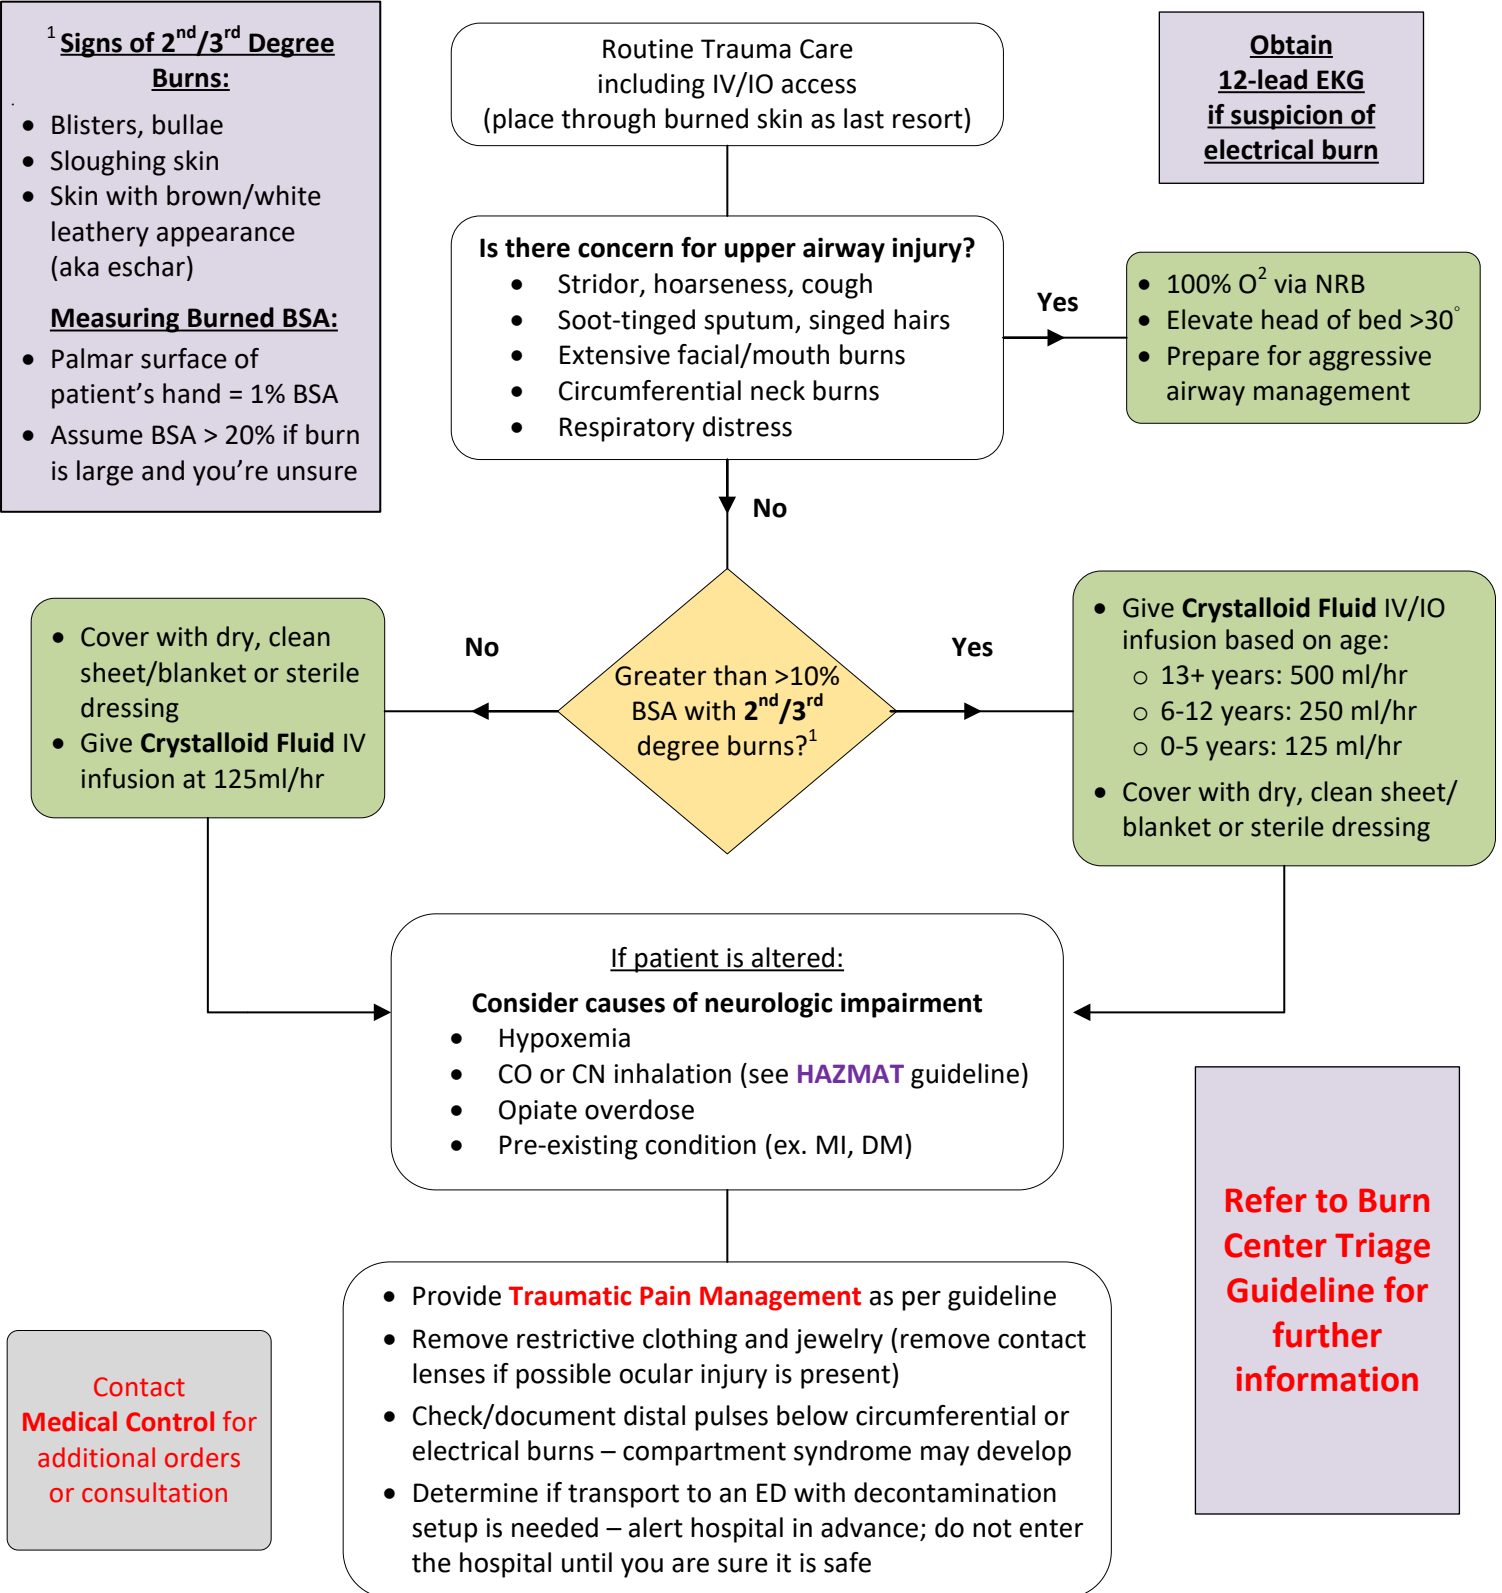 ¹ Signs of 2nd/3rd Degree
Burns:
• Blisters, bullae
• Sloughing skin
• Skin with brown/white
leathery appearance
(aka eschar)
Measuring Burned BSA:
• Palmar surface of
patient’s hand = 1% BSA
• Assume BSA > 20% if burn
is large and you’re unsure
Routine Trauma Care
including IV/IO access
(place through burned skin as last resort)
Obtain
12-lead EKG
if suspicion of
electrical burn
Is there concern for upper airway injury?
• Stridor, hoarseness, cough
• Soot-tinged sputum, singed hairs
• Extensive facial/mouth burns
• Circumferential neck burns
• Respiratory distress
Yes
• 100% O² via NRB
• Elevate head of bed >30°
• Prepare for aggressive
airway management
No
Greater than >10%
BSA with 2nd/3rd
degree burns?¹
No
• Cover with dry, clean
sheet/blanket or sterile
dressing
• Give Crystalloid Fluid IV
infusion at 125ml/hr
Yes
• Give Crystalloid Fluid IV/IO
infusion based on age:
o 13+ years: 500 ml/hr
o 6-12 years: 250 ml/hr
o 0-5 years: 125 ml/hr
• Cover with dry, clean sheet/
blanket or sterile dressing
If patient is altered:
Consider causes of neurologic impairment
• Hypoxemia
• CO or CN inhalation (see HAZMAT guideline)
• Opiate overdose
• Pre-existing condition (ex. MI, DM)
• Provide Traumatic Pain Management as per guideline
• Remove restrictive clothing and jewelry (remove contact
lenses if possible ocular injury is present)
• Check/document distal pulses below circumferential or
electrical burns – compartment syndrome may develop
• Determine if transport to an ED with decontamination
setup is needed – alert hospital in advance; do not enter
the hospital until you are sure it is safe
Contact
Medical Control for
additional orders
or consultation
Refer to Burn
Center Triage
Guideline for
further
information